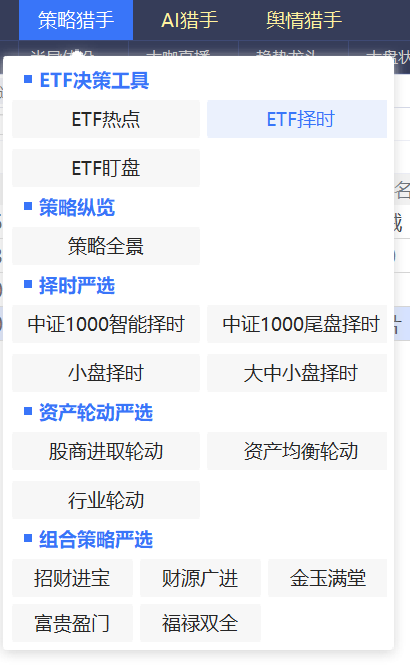 策略猎手 AI猎手 舆情猎手
ETF决策工具
ETF热点 ETF择时
ETF盯盘
策略纵览
策略全景
择时严选
中证1000智能择时 中证1000尾盘择时
小盘择时 大中小盘择时
资产轮动严选
股商进取轮动 资产均衡轮动
行业轮动
组合策略严选
招财进宝 财源广进 金玉满堂
富贵盈门 福禄双全